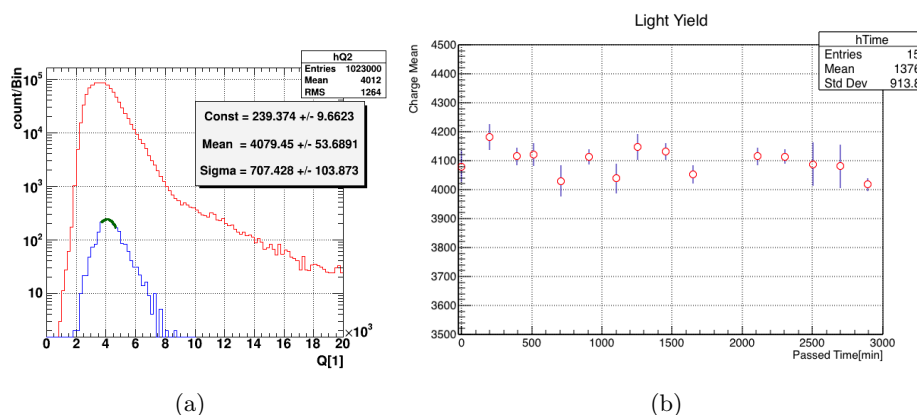 hQ2
Entries 1023000
Mean 4012
RMS 1264
Const = 239.374 +/- 9.6623
Mean = 4079.45 +/- 53.6891
Sigma = 707.428 +/- 103.873
count/Bin
10^5
10^4
10^3
10^2
10
0 2 4 6 8 10 12 14 16 18 20
×10^3
Q[1]
(a)
Light Yield
hTime
Entries 15
Mean 1376
Std Dev 913.8
Charge Mean
4500
4400
4300
4200
4100
4000
3900
3800
3700
3600
3500
0 500 1000 1500 2000 2500 3000
Passed Time[min]
(b)